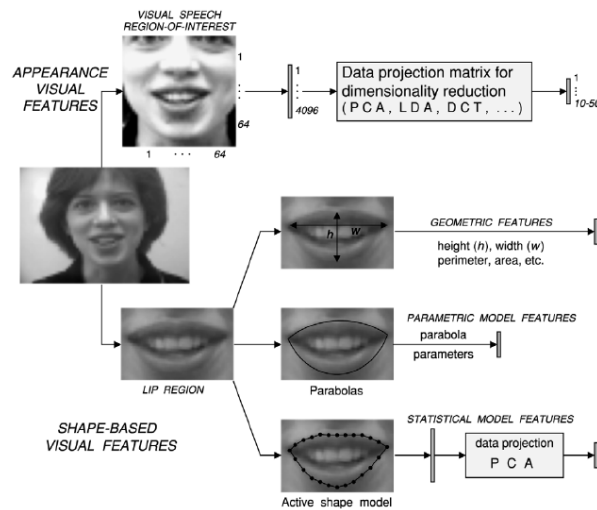 VISUAL SPEECH
REGION-OF-INTEREST
APPEARANCE
VISUAL
FEATURES
1
⋮
64
1 · · · 64
1
⋮
4096
Data projection matrix for
dimensionality reduction
( P C A , L D A , D C T , . . . )
1
⋮
10-50
h
w
GEOMETRIC FEATURES
height (h), width (w)
perimeter, area, etc.
LIP REGION
Parabolas
PARAMETRIC MODEL FEATURES
parabola
parameters
SHAPE-BASED
VISUAL FEATURES
Active shape model
STATISTICAL MODEL FEATURES
data projection
P C A